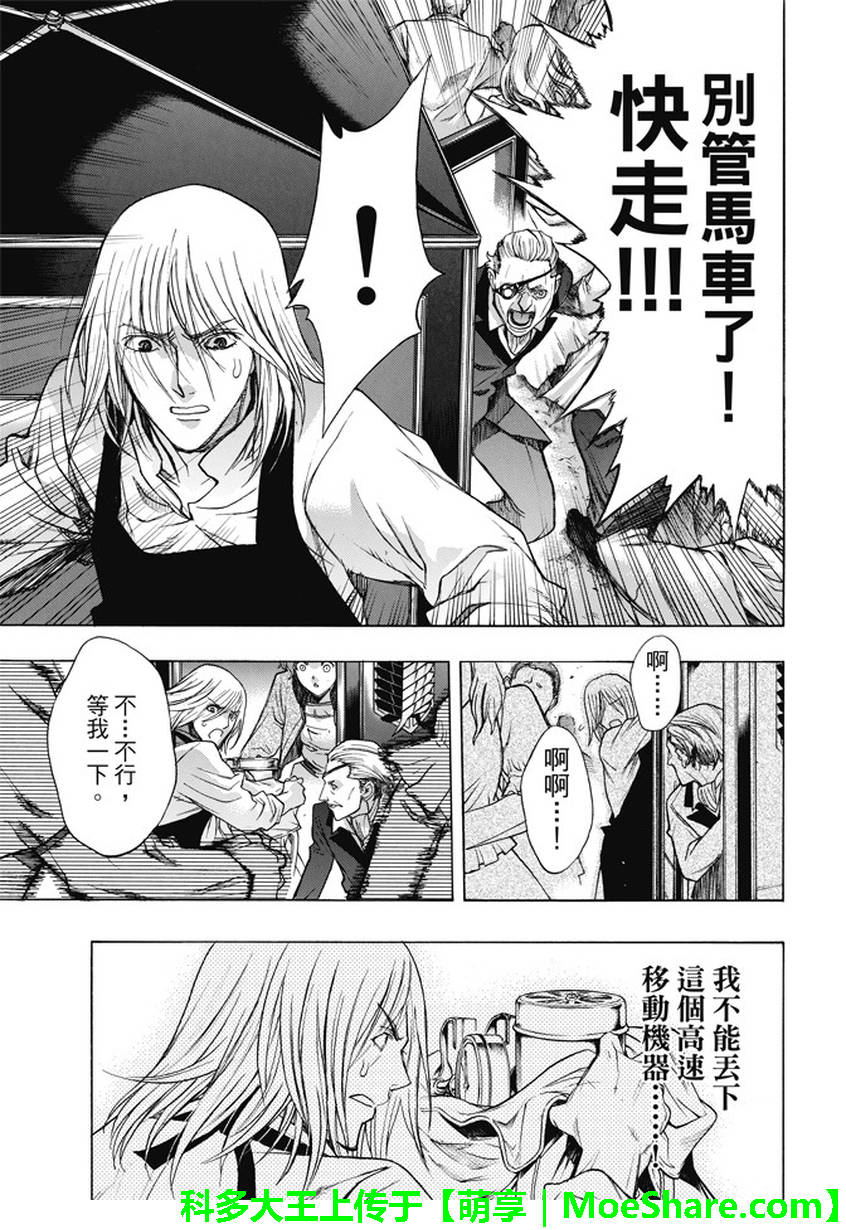 別管馬車了！
快走!!!
！
啊……
啊啊…！
不…不行，
等我一下。
我不能丟下
這個高速
移動機器……！
科多大王上传于【萌享｜MoeShare.com】